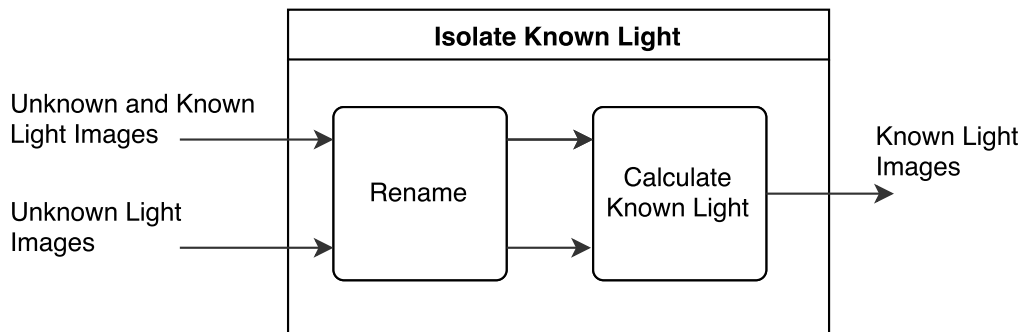 Isolate Known Light
Unknown and Known
Light Images
Unknown Light
Images
Rename
Calculate
Known Light
Known Light
Images